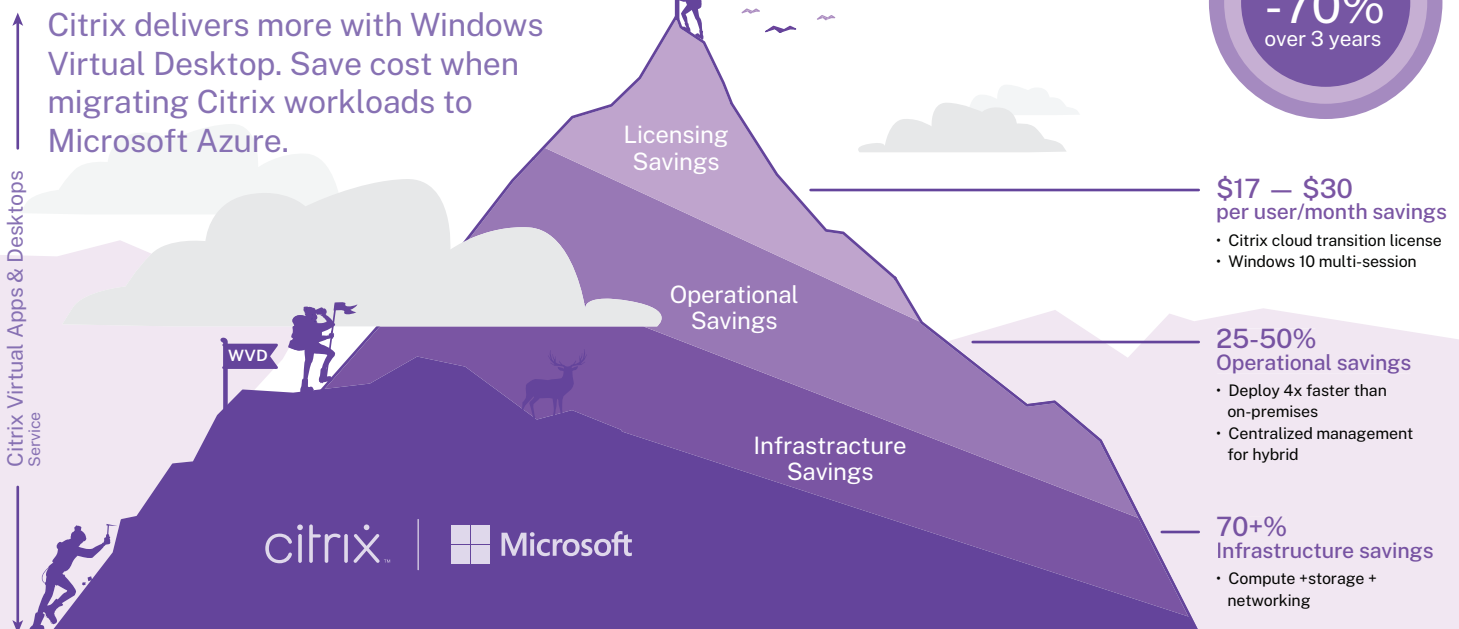 Citrix delivers more with Windows
Virtual Desktop. Save cost when
migrating Citrix workloads to
Microsoft Azure.
-70%
over 3 years
Licensing
Savings
$17 — $30
per user/month savings
• Citrix cloud transition license
• Windows 10 multi-session
Operational
Savings
25-50%
Operational savings
• Deploy 4x faster than
on-premises
• Centralized management
for hybrid
WVD
Infrastracture
Savings
70+%
Infrastructure savings
• Compute +storage +
networking
Citrix Virtual Apps & Desktops
Service
citrix™
Microsoft